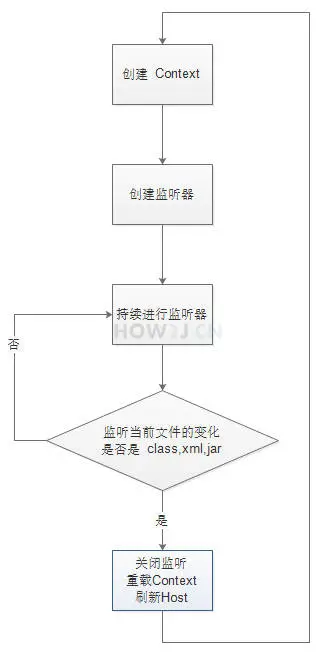 创建 Context
创建监听器
持续进行监听器
HOW2J.CN
否
监听当前文件的变化
是否是 class,xml,jar
是
关闭监听
重载Context
刷新Host